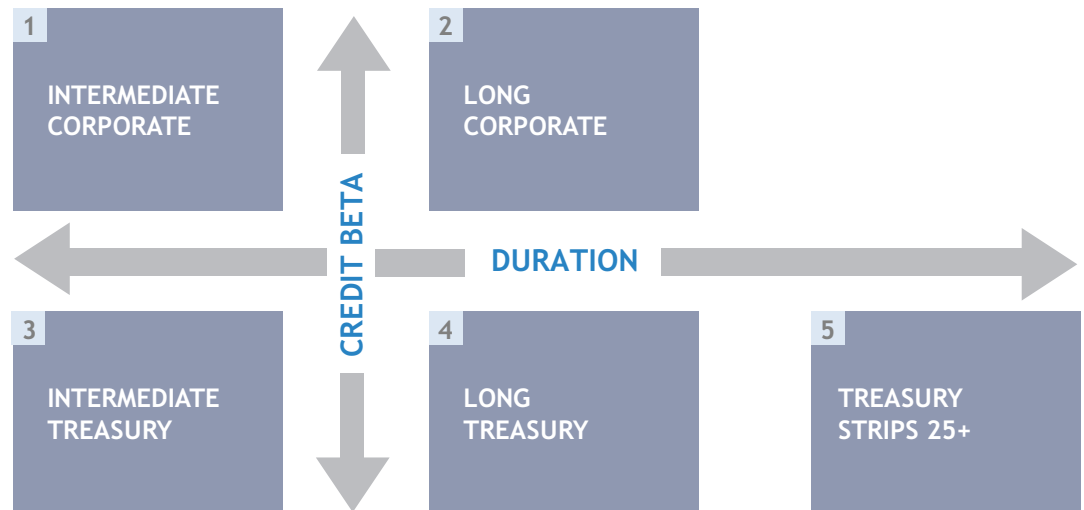 1
INTERMEDIATE
CORPORATE
2
LONG
CORPORATE
CREDIT BETA
DURATION
3
INTERMEDIATE
TREASURY
4
LONG
TREASURY
5
TREASURY
STRIPS 25+